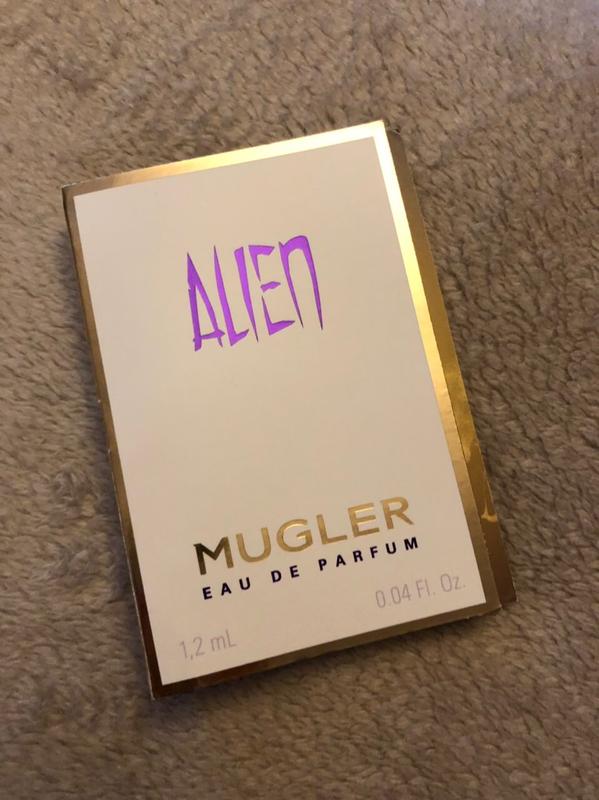 ALIEN
MUGLER
EAU DE PARFUM
1,2 mL 0.04 Fl. Oz.